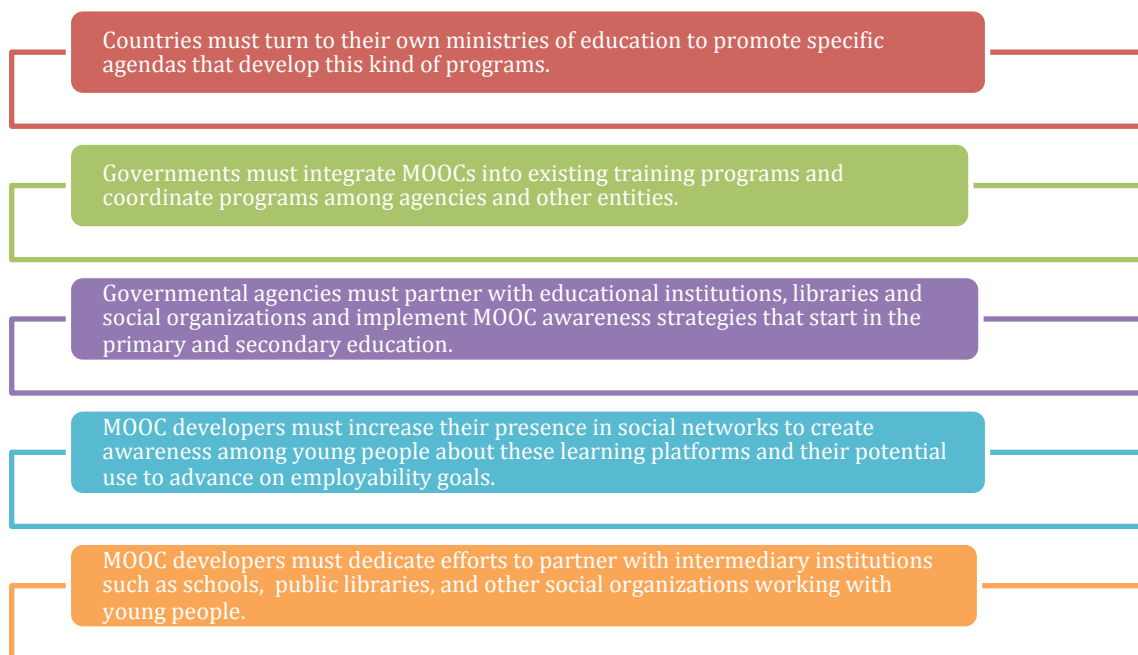 Countries must turn to their own ministries of education to promote specific
agendas that develop this kind of programs.
Governments must integrate MOOCs into existing training programs and
coordinate programs among agencies and other entities.
Governmental agencies must partner with educational institutions, libraries and
social organizations and implement MOOC awareness strategies that start in the
primary and secondary education.
MOOC developers must increase their presence in social networks to create
awareness among young people about these learning platforms and their potential
use to advance on employability goals.
MOOC developers must dedicate efforts to partner with intermediary institutions
such as schools,  public libraries, and other social organizations working with
young people.